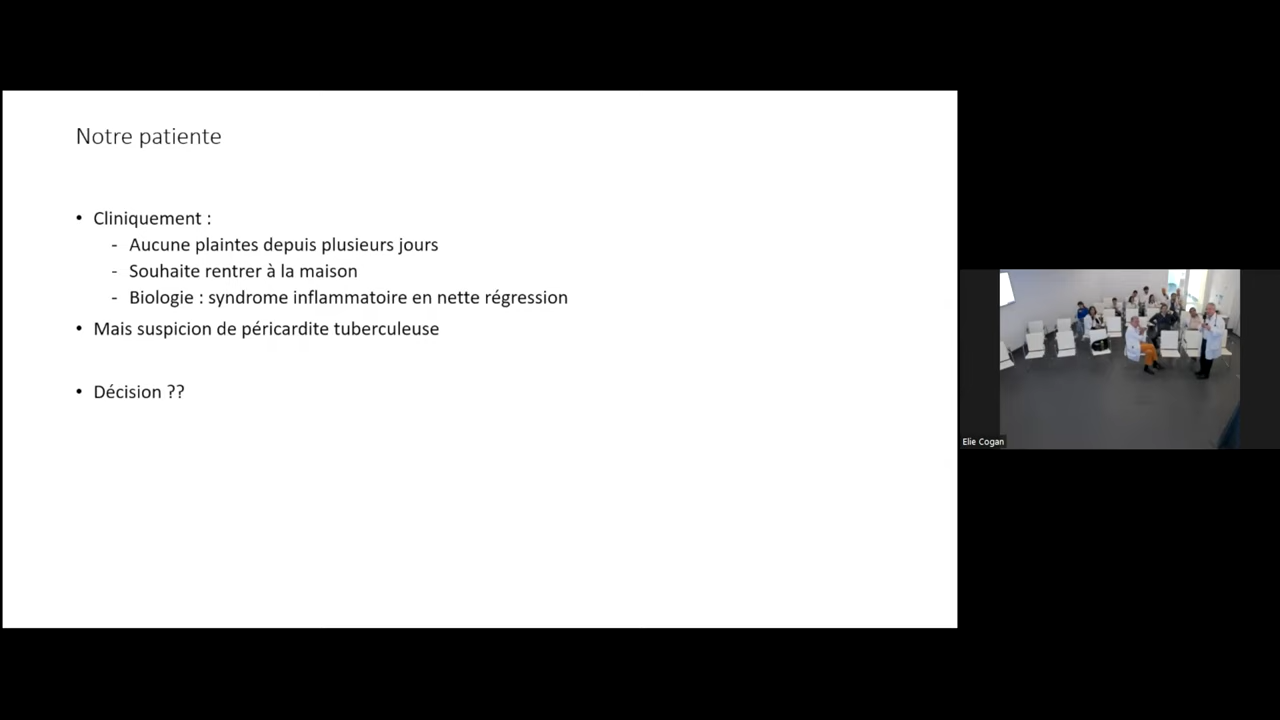 Notre patiente
• Cliniquement :
- Aucune plaintes depuis plusieurs jours
- Souhaite rentrer à la maison
- Biologie : syndrome inflammatoire en nette régression
• Mais suspicion de péricardite tuberculeuse
• Décision ??
Elie Cogan